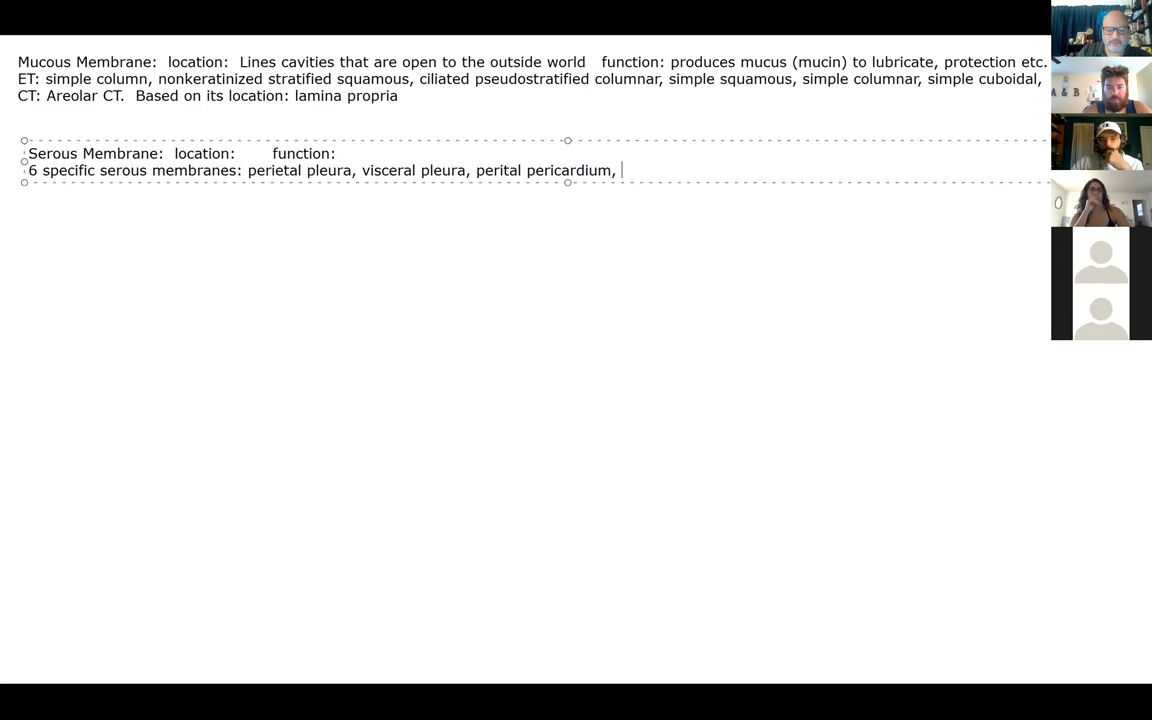 Mucous Membrane: location: Lines cavities that are open to the outside world function: produces mucus (mucin) to lubricate, protection etc.
ET: simple column, nonkeratinized stratified squamous, ciliated pseudostratified columnar, simple squamous, simple columnar, simple cuboidal,
CT: Areolar CT. Based on its location: lamina propria
Serous Membrane: location: function:
6 specific serous membranes: perietal pleura, visceral pleura, perital pericardium,
A & B